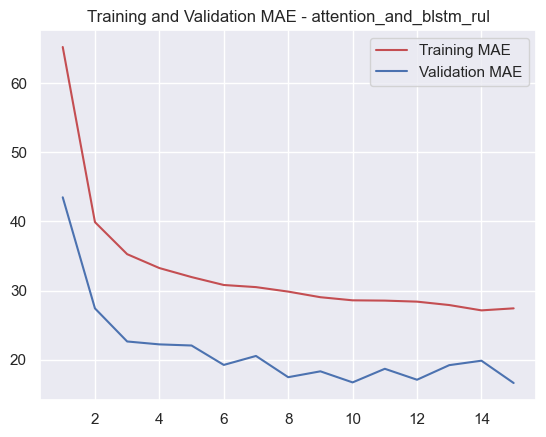 Training and Validation MAE - attention_and_blstm_rul
Training MAE
Validation MAE
60
50
40
30
20
2 4 6 8 10 12 14